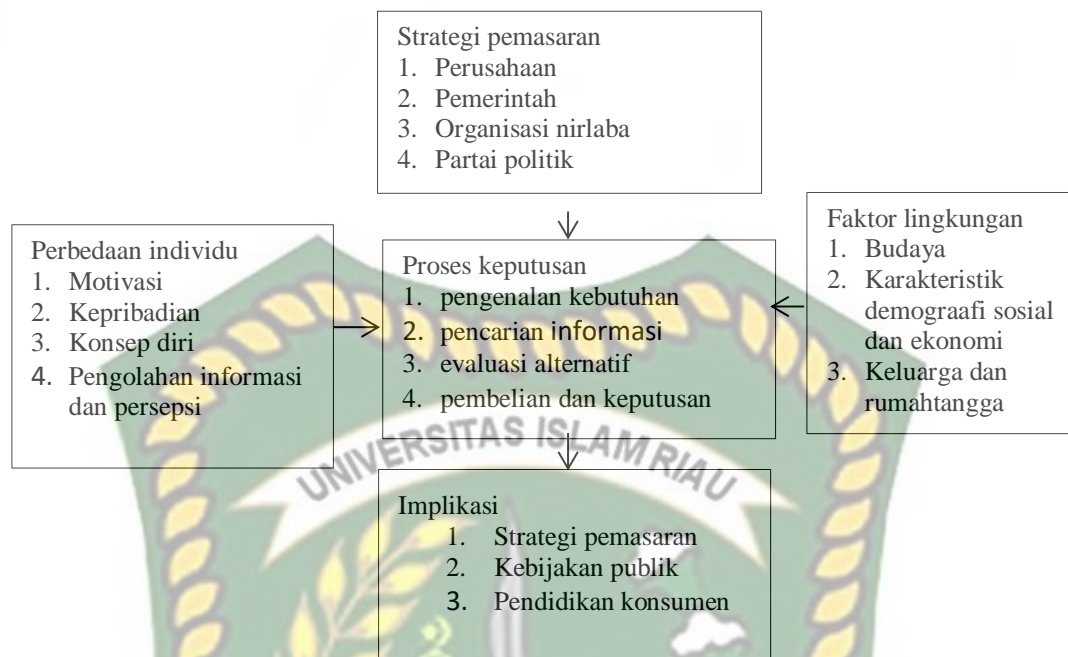 Strategi pemasaran
1. Perusahaan
2. Pemerintah
3. Organisasi nirlaba
4. Partai politik
Perbedaan individu
1. Motivasi
2. Kepribadian
3. Konsep diri
4. Pengolahan informasi
dan persepsi
Proses keputusan
1. pengenalan kebutuhan
2. pencarian informasi
3. evaluasi alternatif
4. pembelian dan keputusan
Faktor lingkungan
1. Budaya
2. Karakteristik
demograafi sosial
dan ekonomi
3. Keluarga dan
rumahtangga
UNIVERSITAS ISLAM RIAU
Implikasi
1. Strategi pemasaran
2. Kebijakan publik
3. Pendidikan konsumen